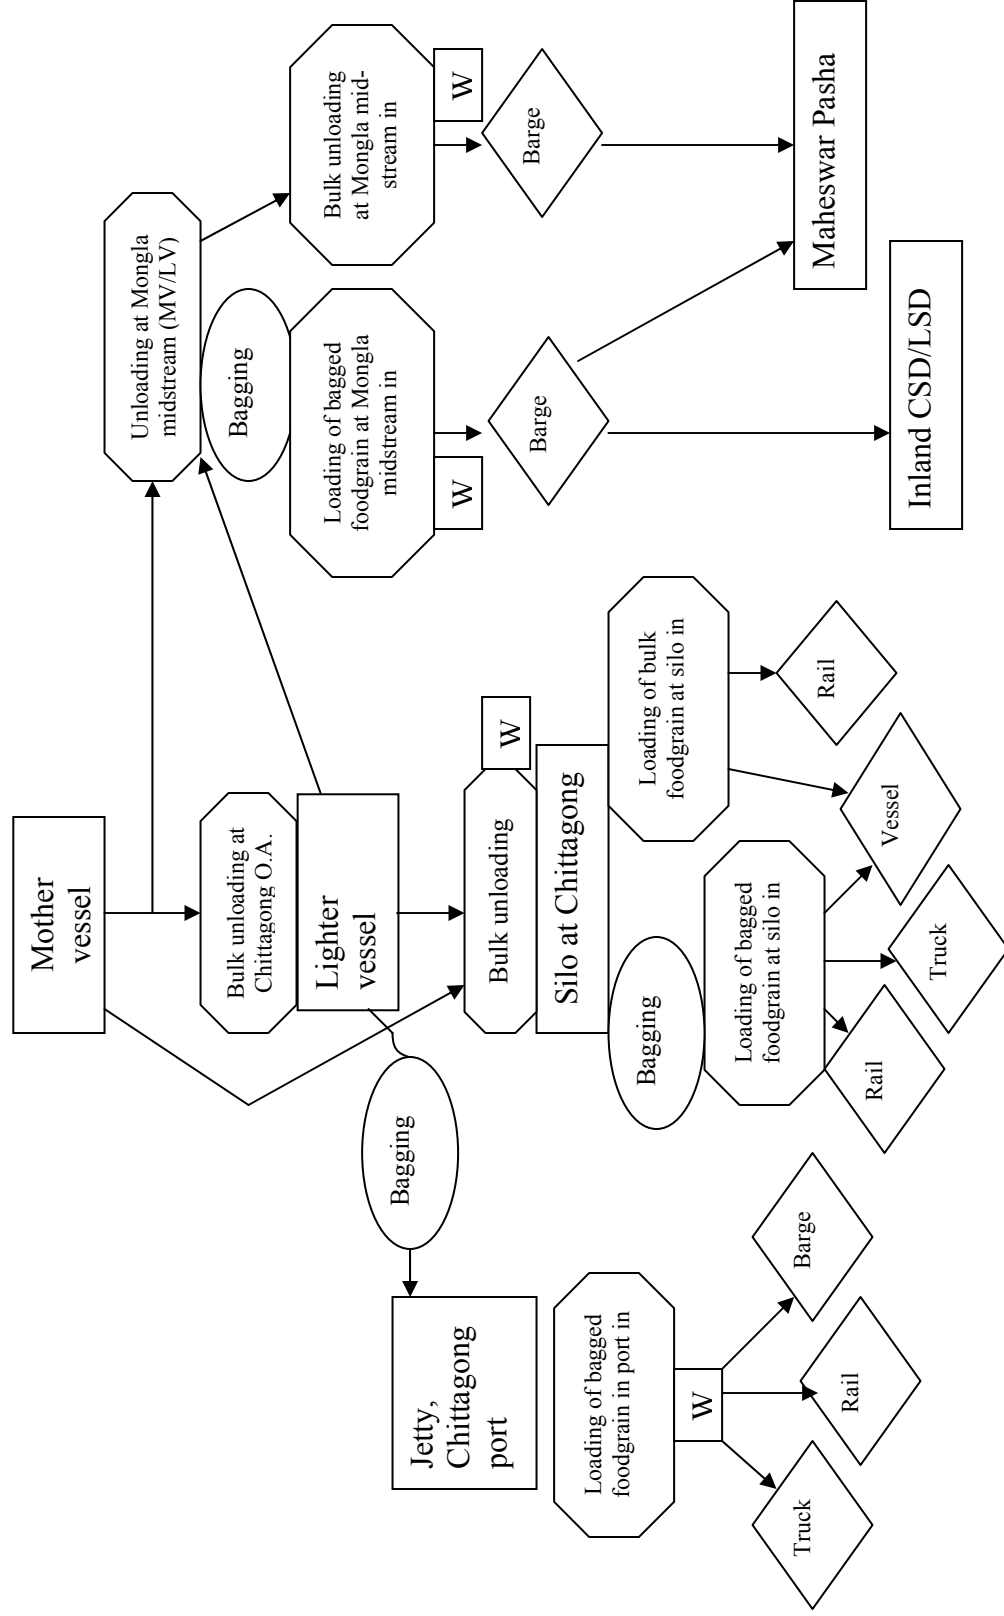 Mother
vessel
Unloading at Mongla
midstream (MV/LV)
Bulk unloading at
Chittagong O.A.
Lighter
vessel
Bagging
Bagging
Loading of bagged
foodgrain at Mongla
midstream in
W
Bulk unloading
at Mongla mid-
stream in
W
Barge
Barge
Maheswar Pasha
Inland CSD/LSD
Jetty,
Chittagong
port
Bulk unloading
W
Silo at Chittagong
Bagging
Loading of bulk
foodgrain at silo in
Loading of bagged
foodgrain in port in
W
Loading of bagged
foodgrain at silo in
Truck
Rail
Barge
Rail
Truck
Vessel
Rail